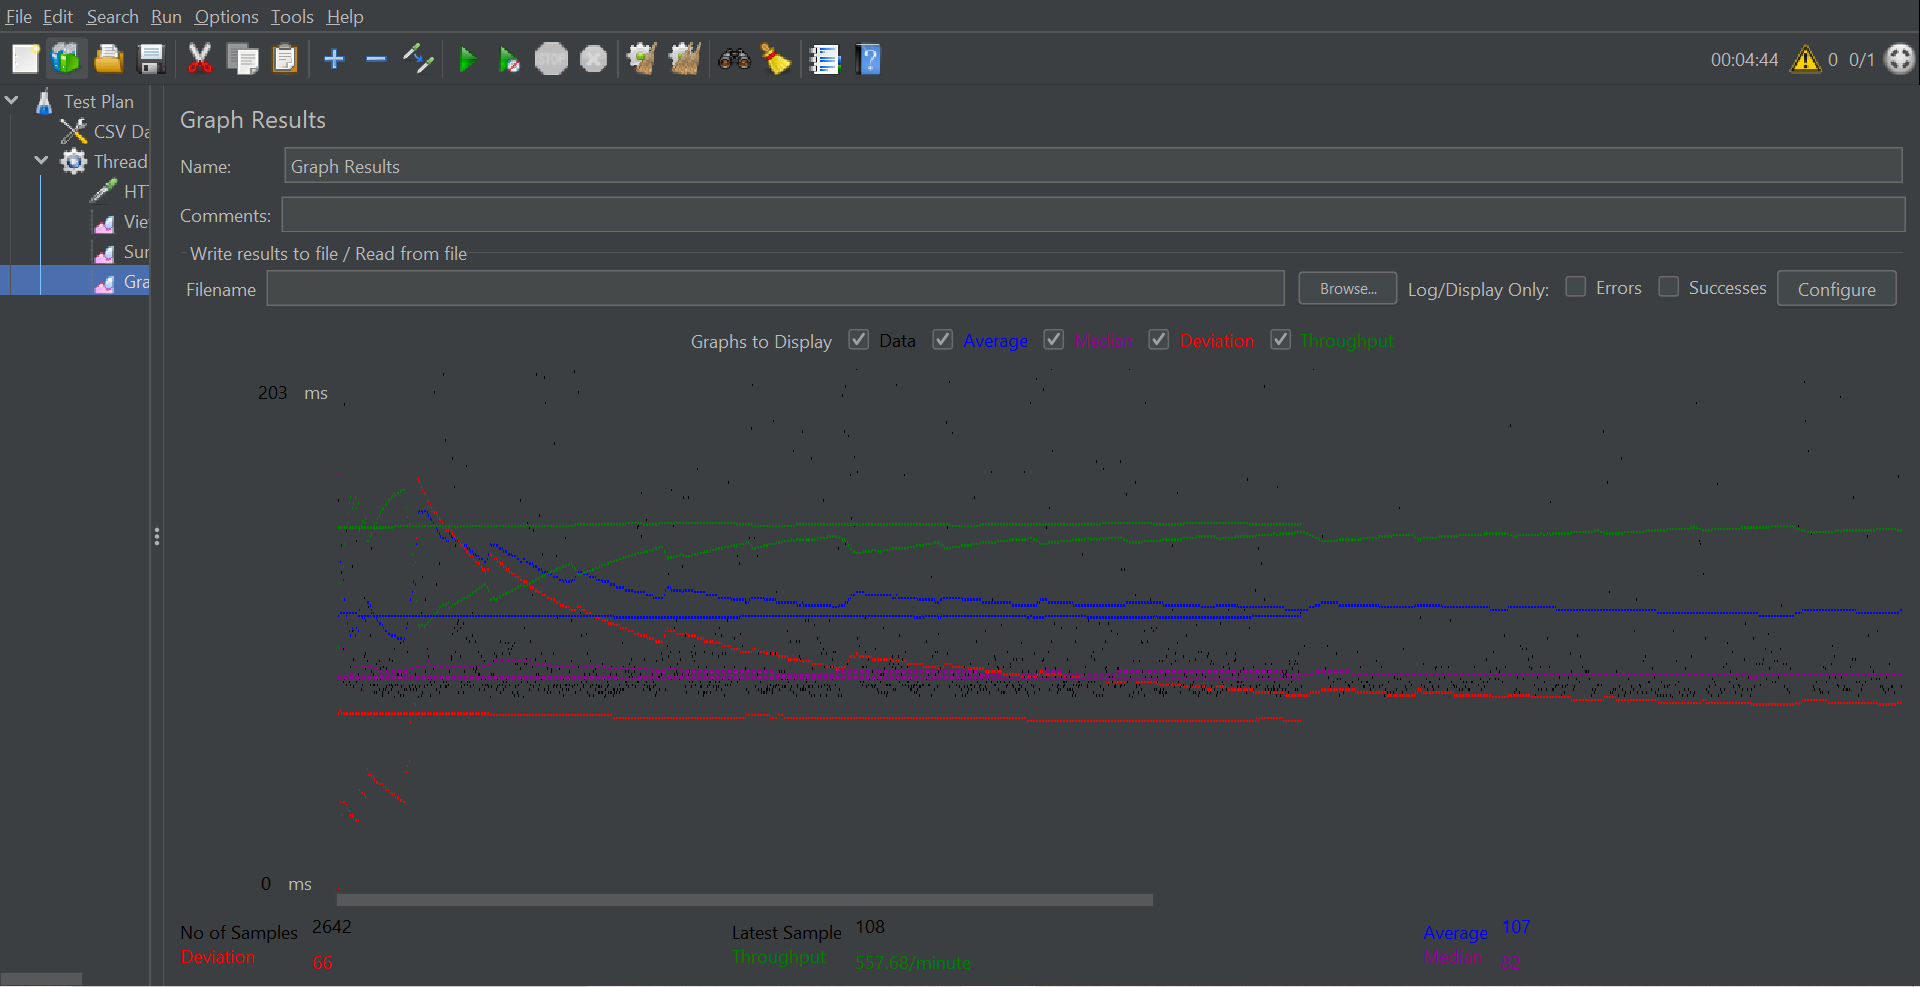 File Edit Search Run Options Tools Help
STOP
00:04:44 0 0/1
Test Plan
CSV Da
Thread
HT
Vie
Sur
Gra
Graph Results
Name: Graph Results
Comments:
Write results to file / Read from file
Filename Browse... Log/Display Only: Errors Successes Configure
Graphs to Display Data Average Median Deviation Throughput
203 ms
0 ms
No of Samples 2642 Latest Sample 108 Average 107
Deviation 66 Throughput 557.68/minute Median 82